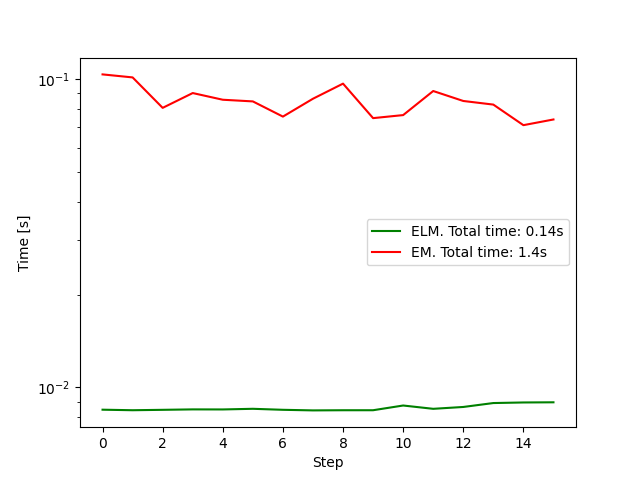 10⁻¹
10⁻²
Time [s]
ELM. Total time: 0.14s
EM. Total time: 1.4s
0 2 4 6 8 10 12 14
Step